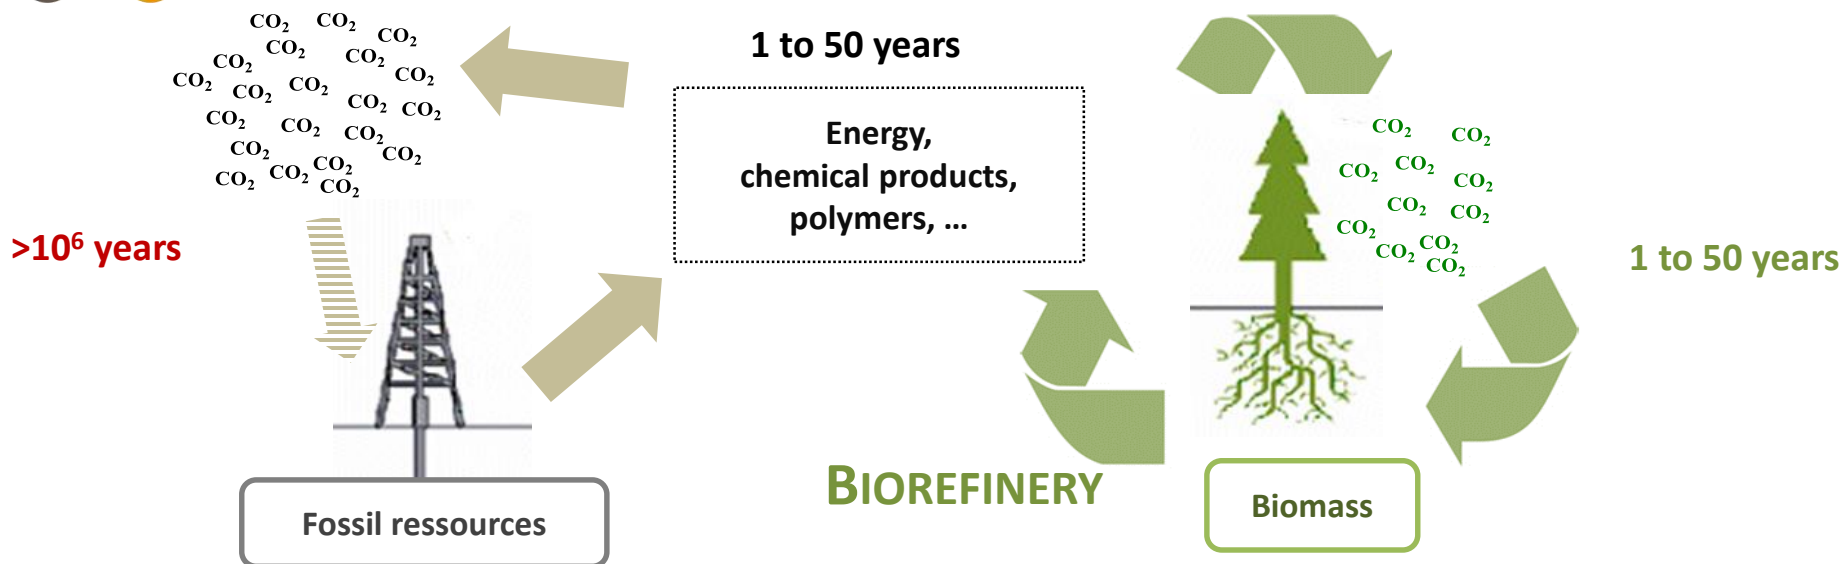 CO₂ CO₂
CO₂ CO₂
CO₂ CO₂
CO₂ CO₂ CO₂
CO₂ CO₂ CO₂
CO₂ CO₂
CO₂ CO₂
CO₂ CO₂
CO₂ CO₂
CO₂ CO₂
1 to 50 years
Energy,
chemical products,
polymers, ...
CO₂ CO₂
CO₂ CO₂ CO₂
CO₂ CO₂
CO₂ CO₂
CO₂ CO₂
>10⁶ years
1 to 50 years
BIOREFINERY
Fossil ressources
Biomass